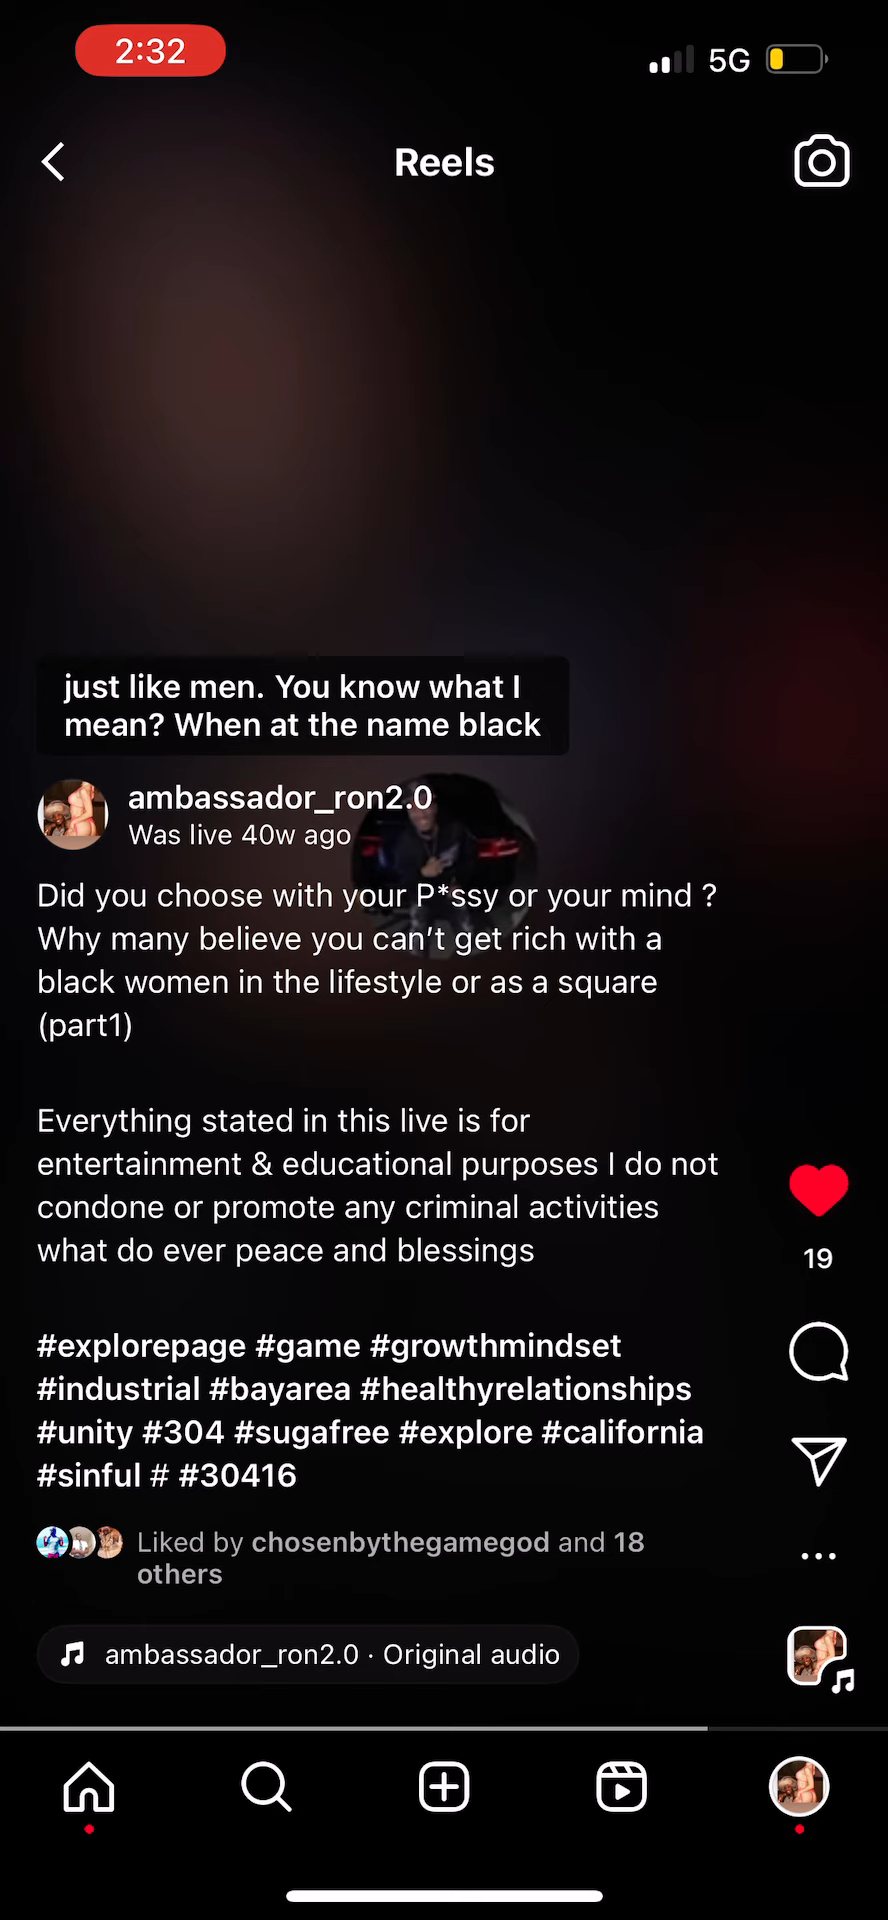 2:32
5G
Reels
just like men. You know what I
mean? When at the name black
ambassador_ron2.0
Was live 40w ago
Did you choose with your P*ssy or your mind ?
Why many believe you can’t get rich with a
black women in the lifestyle or as a square
(part1)
Everything stated in this live is for
entertainment & educational purposes I do not
condone or promote any criminal activities
what do ever peace and blessings
#explorepage #game #growthmindset
#industrial #bayarea #healthyrelationships
#unity #304 #sugafree #explore #california
#sinful # #30416
19
Liked by chosenbythegamegod and 18
others
ambassador_ron2.0 · Original audio